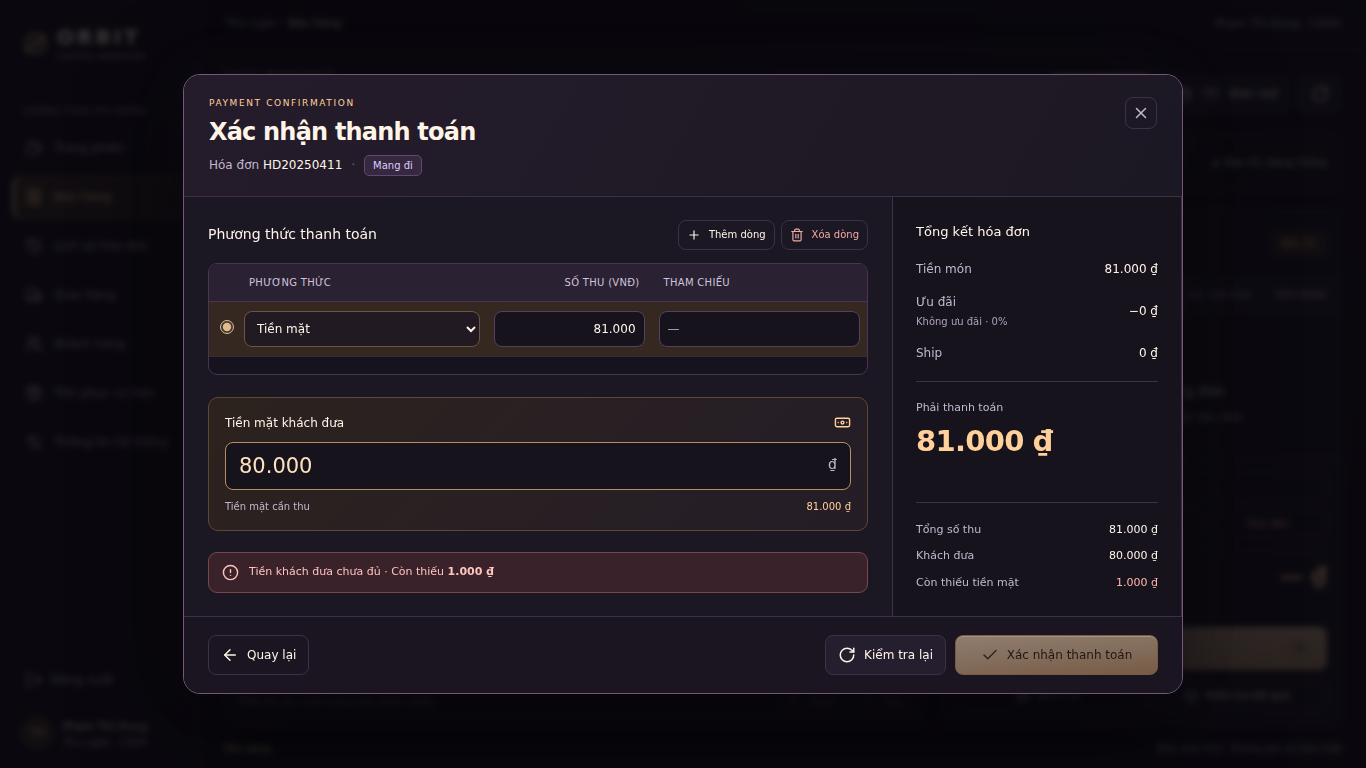 ORBIT
PAYMENT CONFIRMATION
Xác nhận thanh toán
Hóa đơn HD20250411 · Mang đi
Phương thức thanh toán
Thêm dòng
Xóa dòng
PHƯƠNG THỨC SỐ THU (VNĐ) THAM CHIẾU
Tiền mặt 81.000 —
Tiền mặt khách đưa
80.000 ₫
Tiền mặt cần thu 81.000 ₫
Tiền khách đưa chưa đủ · Còn thiếu 1.000 ₫
Tổng kết hóa đơn
Tiền món 81.000 ₫
Ưu đãi −0 ₫
Không ưu đãi · 0%
Ship 0 ₫
Phải thanh toán
81.000 ₫
Tổng số thu 81.000 ₫
Khách đưa 80.000 ₫
Còn thiếu tiền mặt 1.000 ₫
Quay lại
Kiểm tra lại
Xác nhận thanh toán